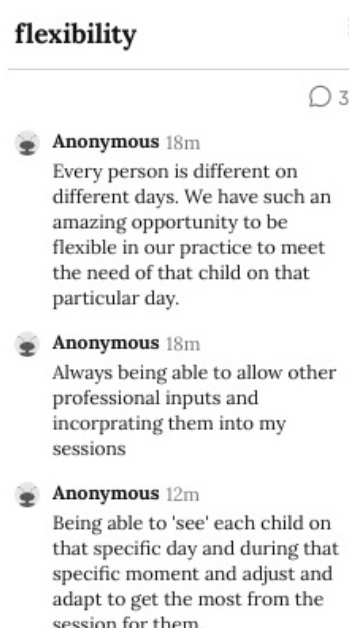 flexibility
3
Anonymous 18m
Every person is different on
different days. We have such an
amazing opportunity to be
flexible in our practice to meet
the need of that child on that
particular day.
Anonymous 18m
Always being able to allow other
professional inputs and
incorprating them into my
sessions
Anonymous 12m
Being able to 'see' each child on
that specific day and during that
specific moment and adjust and
adapt to get the most from the
session for them